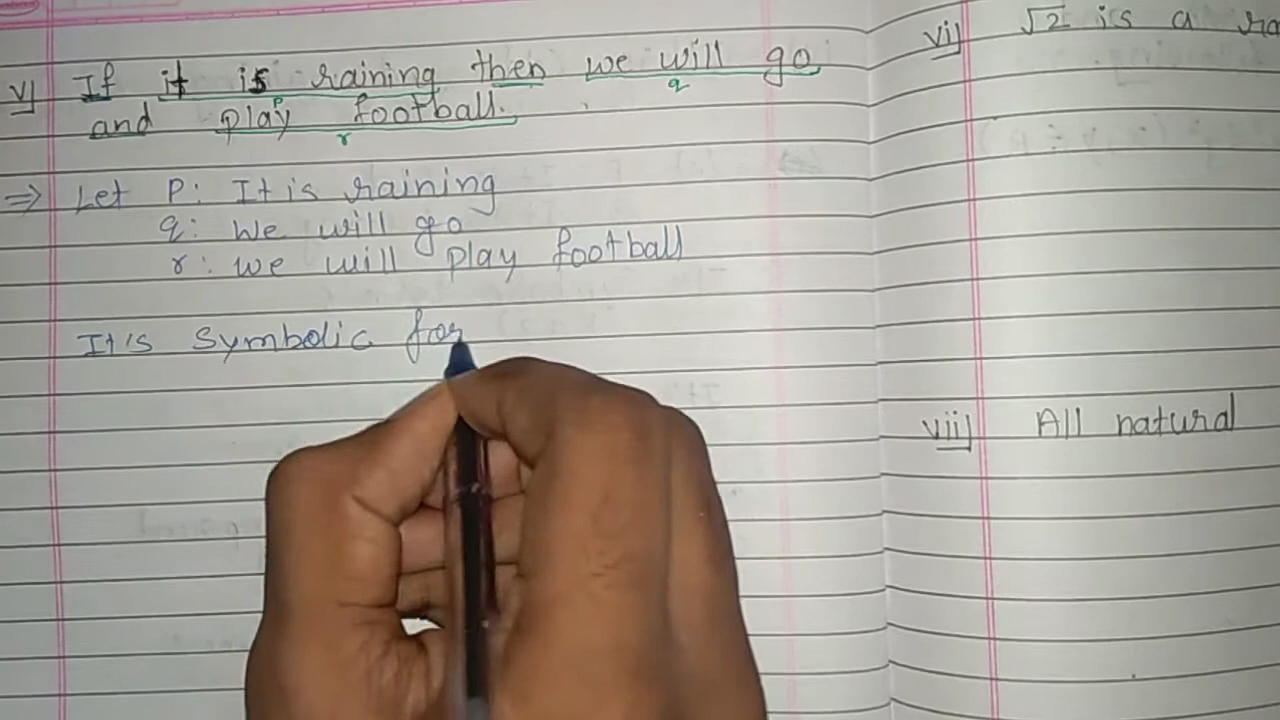 v) If it is raining then we will go
p q
and play football.
r
⇒ Let P: It is raining
q: we will go
r: we will play football
It's symbolic for
vi) √2 is a ra
vii) All natural